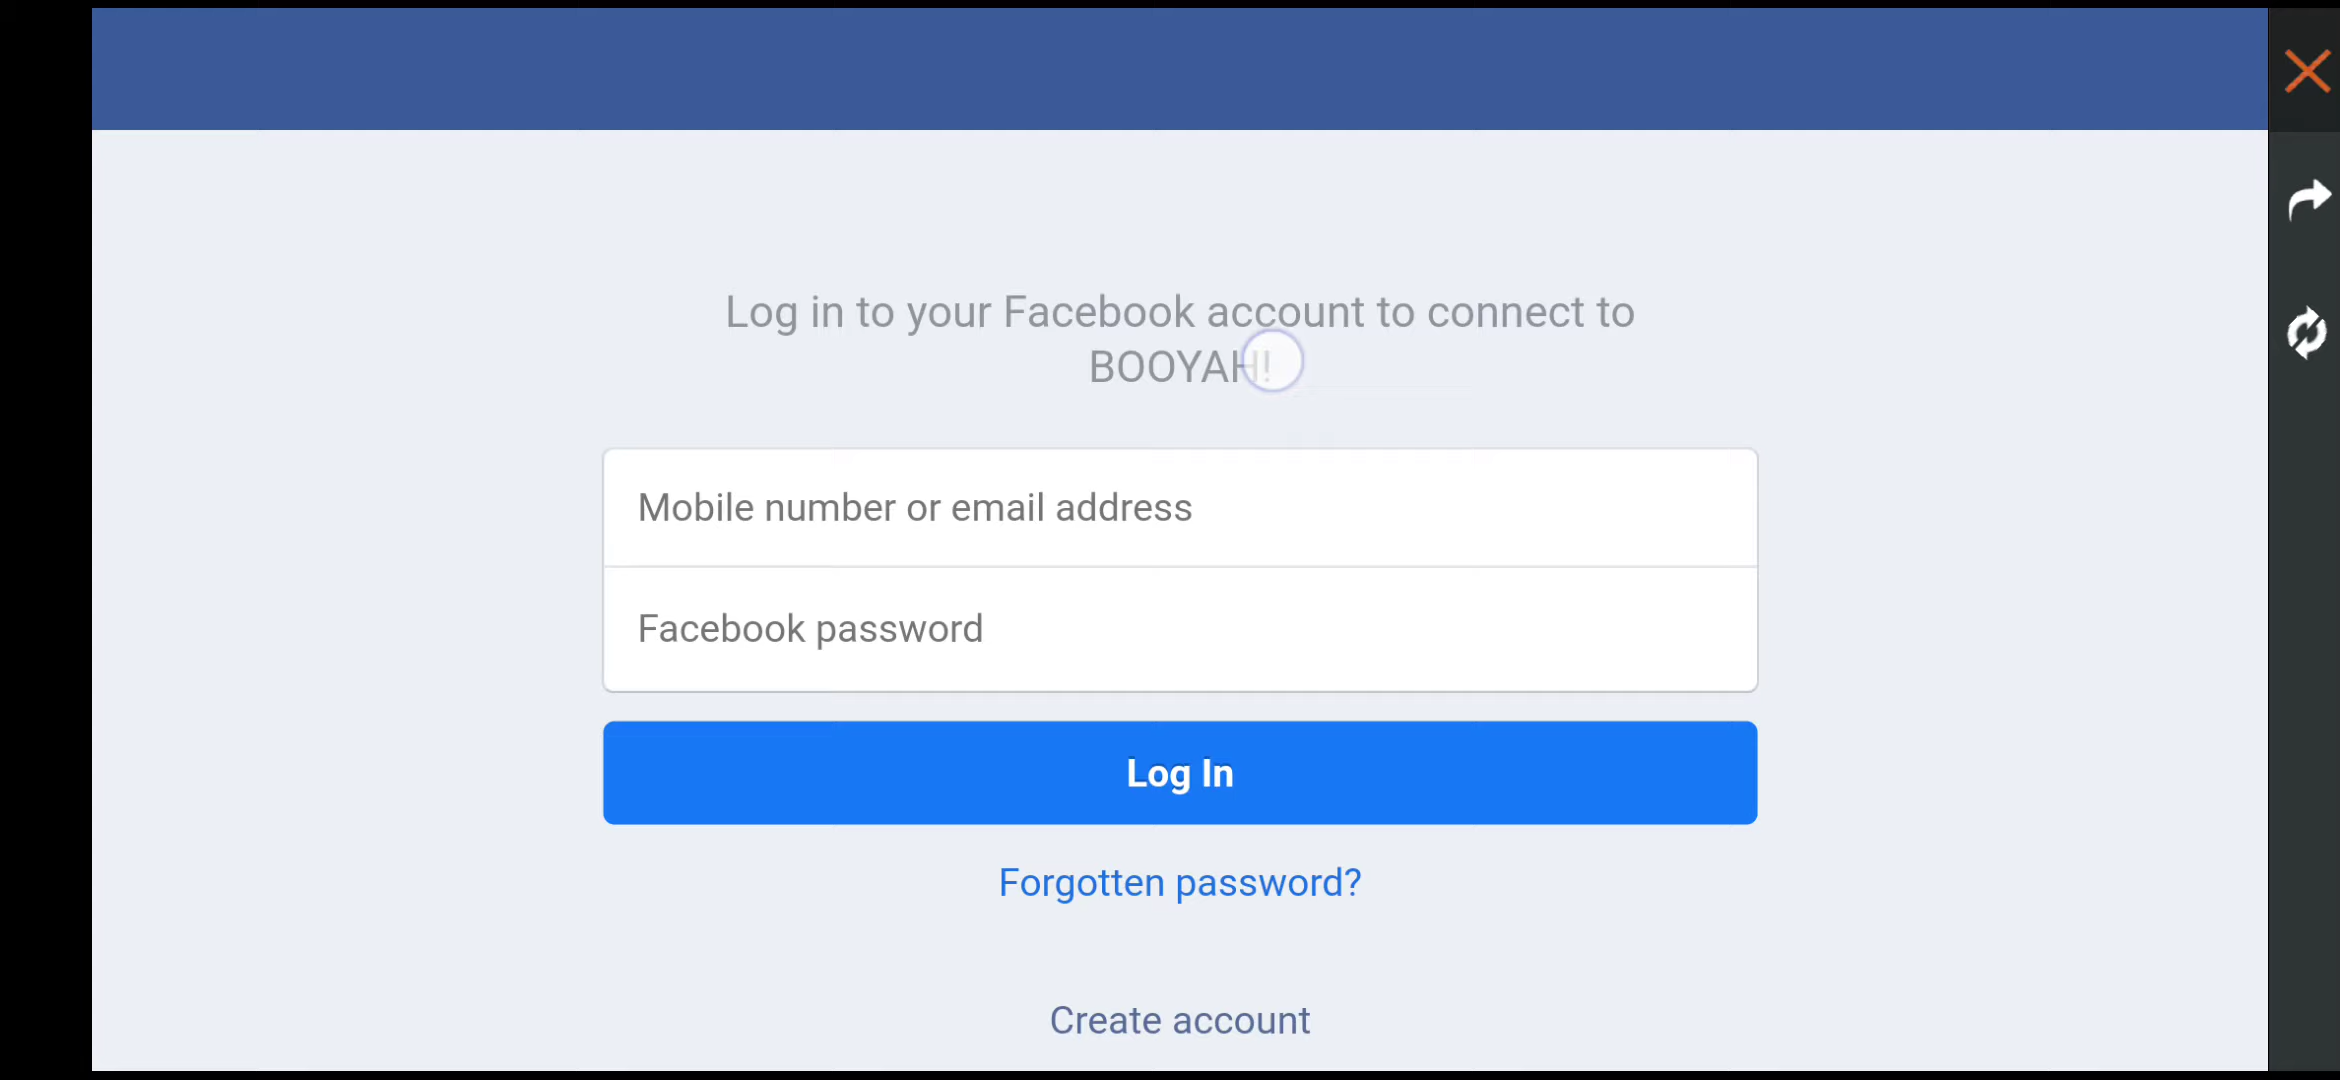 Log in to your Facebook account to connect to
BOOYAH!
Mobile number or email address
Facebook password
Log In
Forgotten password?
Create account